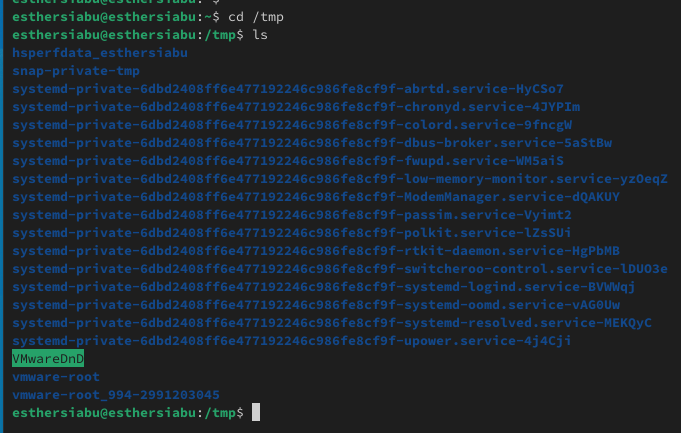 esthersiabu@esthersiabu:~$
esthersiabu@esthersiabu:~$ cd /tmp
esthersiabu@esthersiabu:/tmp$ ls
hsperfdata_esthersiabu
snap-private-tmp
systemd-private-6dbd2408ff6e477192246c986fe8cf9f-abrtd.service-HyCSo7
systemd-private-6dbd2408ff6e477192246c986fe8cf9f-chronyd.service-4JYPIm
systemd-private-6dbd2408ff6e477192246c986fe8cf9f-colord.service-9fncgW
systemd-private-6dbd2408ff6e477192246c986fe8cf9f-dbus-broker.service-5aStBw
systemd-private-6dbd2408ff6e477192246c986fe8cf9f-fwupd.service-WM5aiS
systemd-private-6dbd2408ff6e477192246c986fe8cf9f-low-memory-monitor.service-yzOeqZ
systemd-private-6dbd2408ff6e477192246c986fe8cf9f-ModemManager.service-dQAKUY
systemd-private-6dbd2408ff6e477192246c986fe8cf9f-passim.service-Vyimt2
systemd-private-6dbd2408ff6e477192246c986fe8cf9f-polkit.service-lZsSUi
systemd-private-6dbd2408ff6e477192246c986fe8cf9f-rtkit-daemon.service-HgPbMB
systemd-private-6dbd2408ff6e477192246c986fe8cf9f-switcheroo-control.service-lDUO3e
systemd-private-6dbd2408ff6e477192246c986fe8cf9f-systemd-logind.service-BVWWqj
systemd-private-6dbd2408ff6e477192246c986fe8cf9f-systemd-oomd.service-vAG0Uw
systemd-private-6dbd2408ff6e477192246c986fe8cf9f-systemd-resolved.service-MEKQyC
systemd-private-6dbd2408ff6e477192246c986fe8cf9f-upower.service-4j4Cji
VMwareDnD
vmware-root
vmware-root_994-2991203045
esthersiabu@esthersiabu:/tmp$